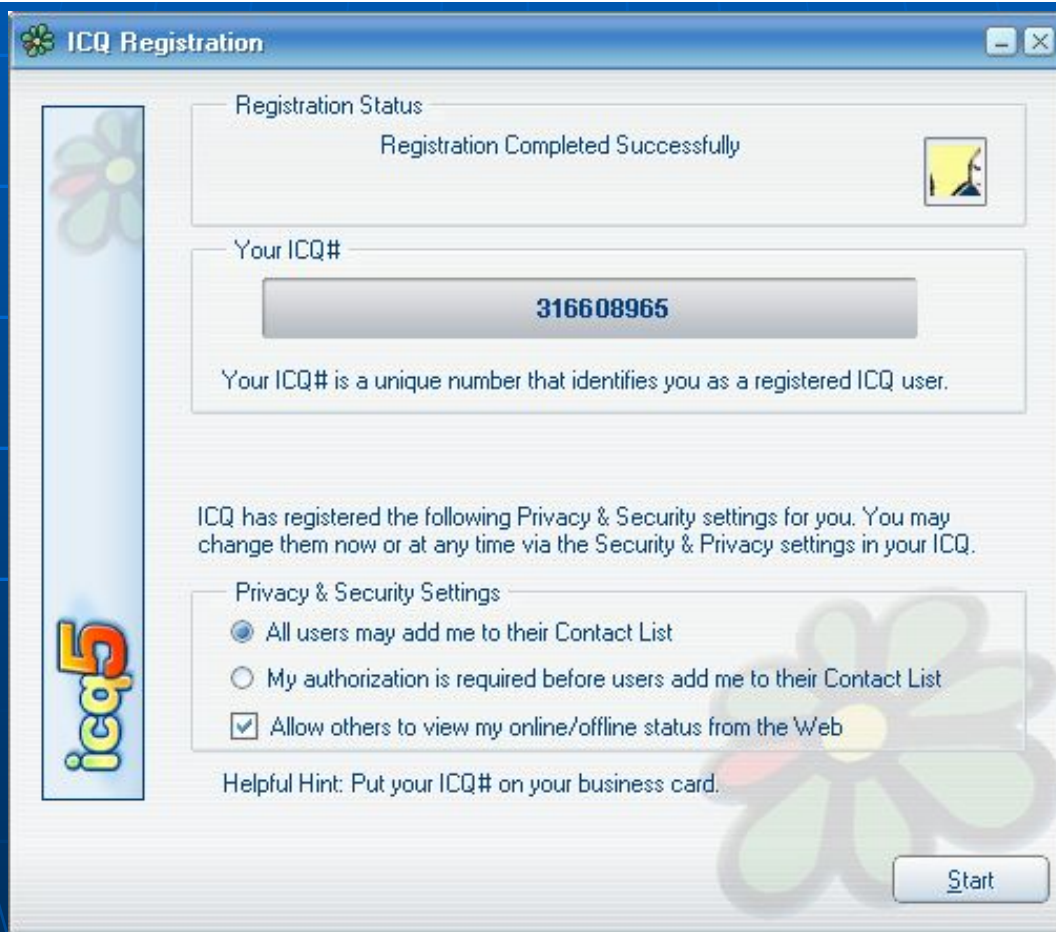 ICQ Registration
Registration Status
Registration Completed Successfully
Your ICQ#
316608965
Your ICQ# is a unique number that identifies you as a registered ICQ user.
ICQ has registered the following Privacy & Security settings for you. You may
change them now or at any time via the Security & Privacy settings in your ICQ.
Privacy & Security Settings
All users may add me to their Contact List
My authorization is required before users add me to their Contact List
Allow others to view my online/offline status from the Web
icq5
Helpful Hint: Put your ICQ# on your business card.
Start